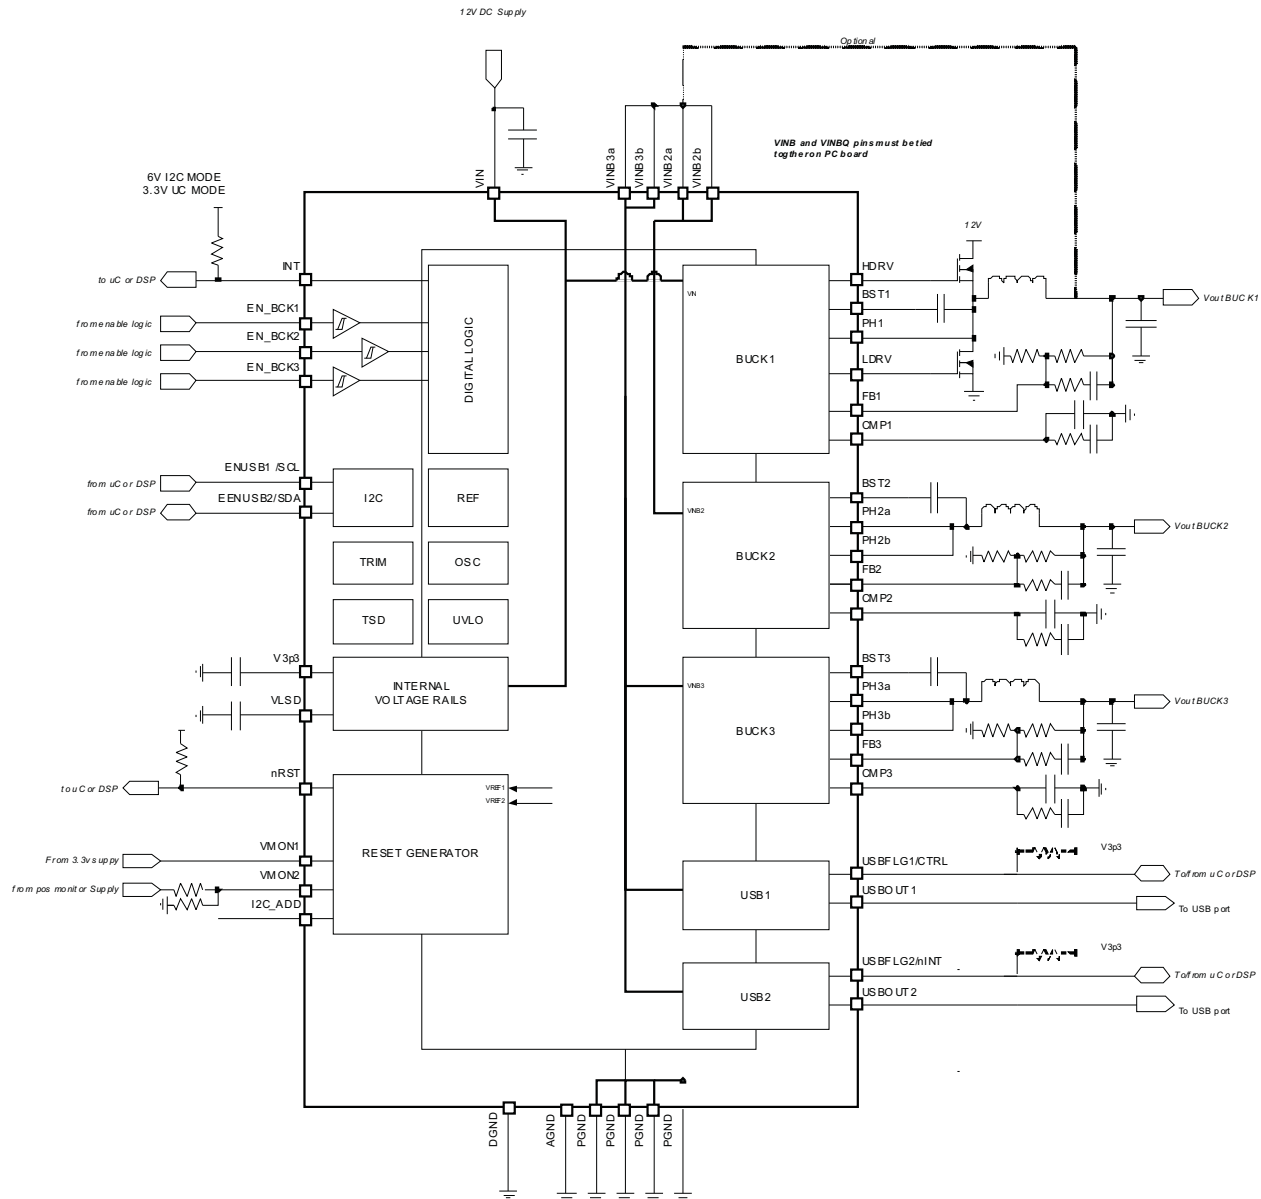 12V DC Supply
Optional
VINB and VINBQ pins must be tied
togther on PC board
6V I2C MODE
3.3V UC MODE
VIN
VINB3a
VINB3b
VINB2a
VINB2b
12V
INT
to uC or DSP
EN_BCK1
from enable logic
EN_BCK2
from enable logic
EN_BCK3
from enable logic
DIGITAL LOGIC
VIN
BUCK1
HDRV
BST1
PH1
LDRV
FB1
CMP1
Vout BUCK1
ENUSB1 /SCL
from uC or DSP
EENUSB2/SDA
from uC or DSP
I2C
REF
TRIM
OSC
TSD
UVLO
VINB2
BUCK2
BST2
PH2a
PH2b
FB2
CMP2
Vout BUCK2
V3p3
VLSD
INTERNAL
VOLTAGE RAILS
VINB3
BUCK3
BST3
PH3a
PH3b
FB3
CMP3
Vout BUCK3
nRST
to uC or DSP
VREF1
VREF2
RESET GENERATOR
VMON1
From 3.3v suppy
VMON2
from pos monitor Supply
I2C_ADD
USB1
USBFLG1/CTRL
V3p3
To/from uC or DSP
USBOUT1
To USB port
USB2
USBFLG2/nINT
V3p3
To/from uC or DSP
USBOUT2
To USB port
DGND
AGND
PGND
PGND
PGND
PGND